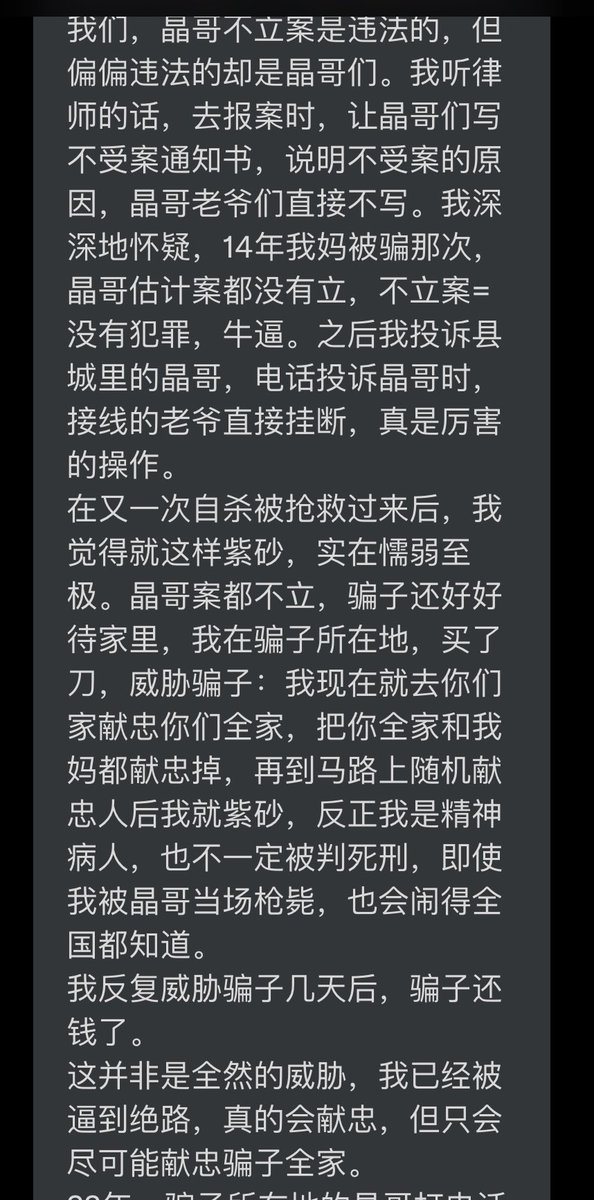 我们，晶哥不立案是违法的，但
偏偏违法的却是晶哥们。我听律
师的话，去报案时，让晶哥们写
不受案通知书，说明不受案的原
因，晶哥老爷们直接不写。我深
深地怀疑，14年我妈被骗那次，
晶哥估计案都没有立，不立案=
没有犯罪，牛逼。之后我投诉县
城里的晶哥，电话投诉晶哥时，
接线的老爷直接挂断，真是厉害
的操作。
在又一次自杀被抢救过来后，我
觉得就这样紫砂，实在懦弱至
极。晶哥案都不立，骗子还好好
待家里，我在骗子所在地，买了
刀，威胁骗子：我现在就去你们
家献忠你们全家，把你全家和我
妈都献忠掉，再到马路上随机献
忠人后我就紫砂，反正我是精神
病人，也不一定被判死刑，即使
我被晶哥当场枪毙，也会闹得全
国都知道。
我反复威胁骗子几天后，骗子还
钱了。
这并非是全然的威胁，我已经被
逼到绝路，真的会献忠，但只会
尽可能献忠骗子全家。
年，骗子所在地的晶哥打电话